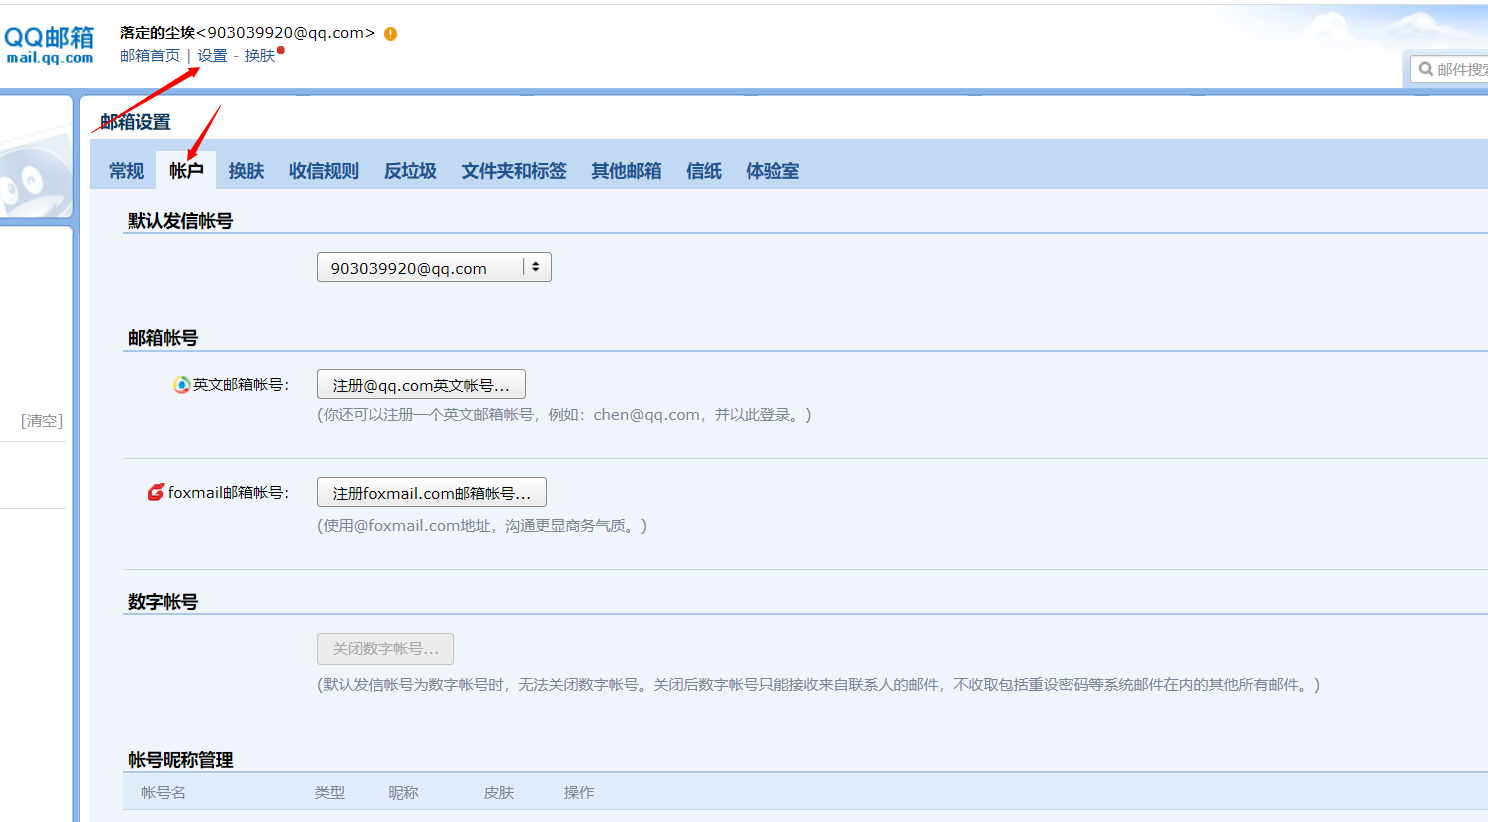 QQ邮箱
mail.qq.com
落定的尘埃<903039920@qq.com>
邮箱首页 | 设置 - 换肤
邮件搜索
邮箱设置
常规 帐户 换肤 收信规则 反垃圾 文件夹和标签 其他邮箱 信纸 体验室
默认发信帐号
903039920@qq.com
邮箱帐号
英文邮箱帐号： 注册@qq.com英文帐号...
(你还可以注册一个英文邮箱帐号，例如：chen@qq.com，并以此登录。)
[清空]
foxmail邮箱帐号： 注册foxmail.com邮箱帐号...
(使用@foxmail.com地址，沟通更显商务气质。)
数字帐号
关闭数字帐号...
(默认发信帐号为数字帐号时，无法关闭数字帐号。关闭后数字帐号只能接收来自联系人的邮件，不收取包括重设密码等系统邮件在内的其他所有邮件。)
帐号昵称管理
帐号名 类型 昵称 皮肤 操作